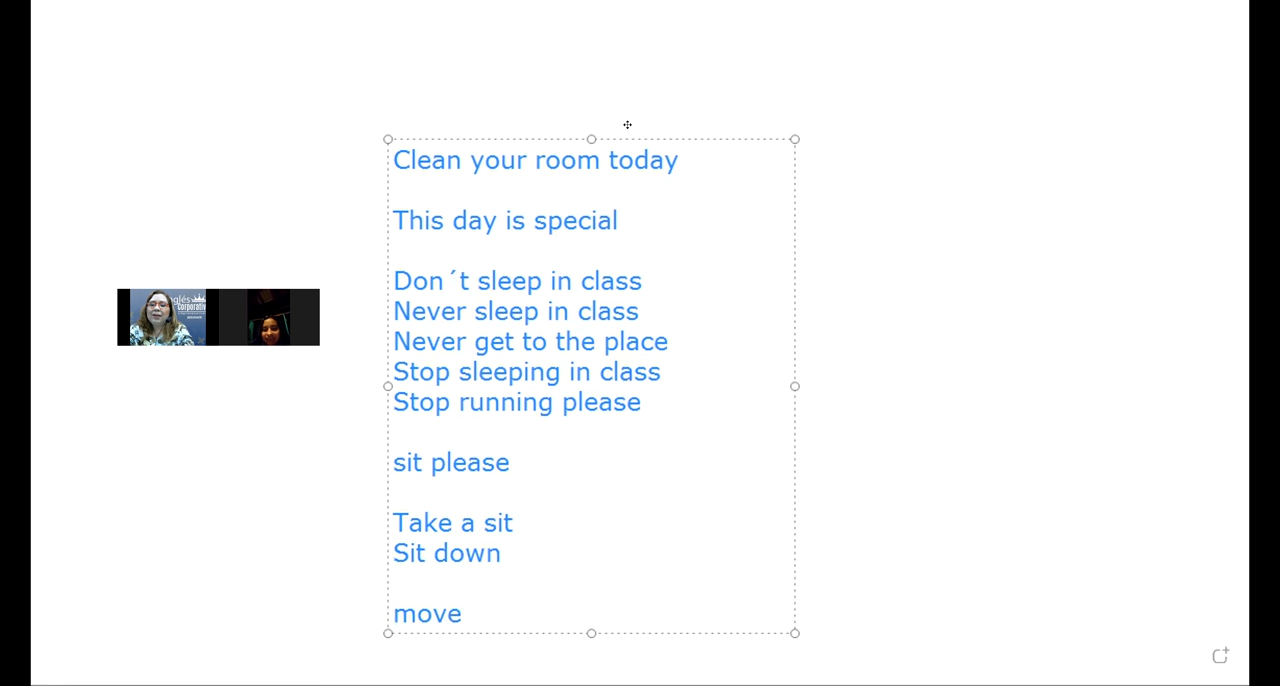 Clean your room today
This day is special
Don´t sleep in class
Never sleep in class
Never get to the place
Stop sleeping in class
Stop running please
sit please
Take a sit
Sit down
move
Corporativo